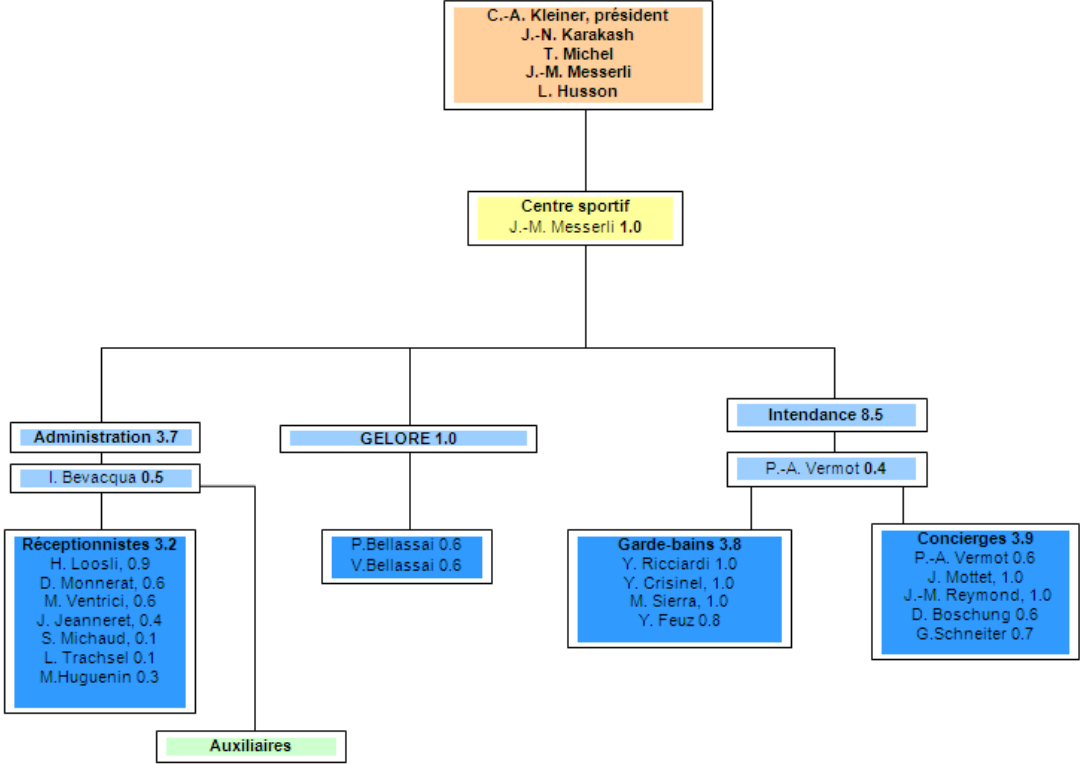 C.-A. Kleiner, président
J.-N. Karakash
T. Michel
J.-M. Messerli
L. Husson
Centre sportif
J.-M. Messerli 1.0
Administration 3.7
I. Bevacqua 0.5
Réceptionnistes 3.2
H. Loosli, 0.9
D. Monnerat, 0.6
M. Ventrici, 0.6
J. Jeanneret, 0.4
S. Michaud, 0.1
L. Trachsel 0.1
M.Huguenin 0.3
Auxiliaires
GELORE 1.0
P.Bellassai 0.6
V.Bellassai 0.6
Intendance 8.5
P.-A. Vermot 0.4
Garde-bains 3.8
Y. Ricciardi 1.0
Y. Crisinel, 1.0
M. Sierra, 1.0
Y. Feuz 0.8
Concierges 3.9
P.-A. Vermot 0.6
J. Mottet, 1.0
J.-M. Reymond, 1.0
D. Boschung 0.6
G.Schneiter 0.7